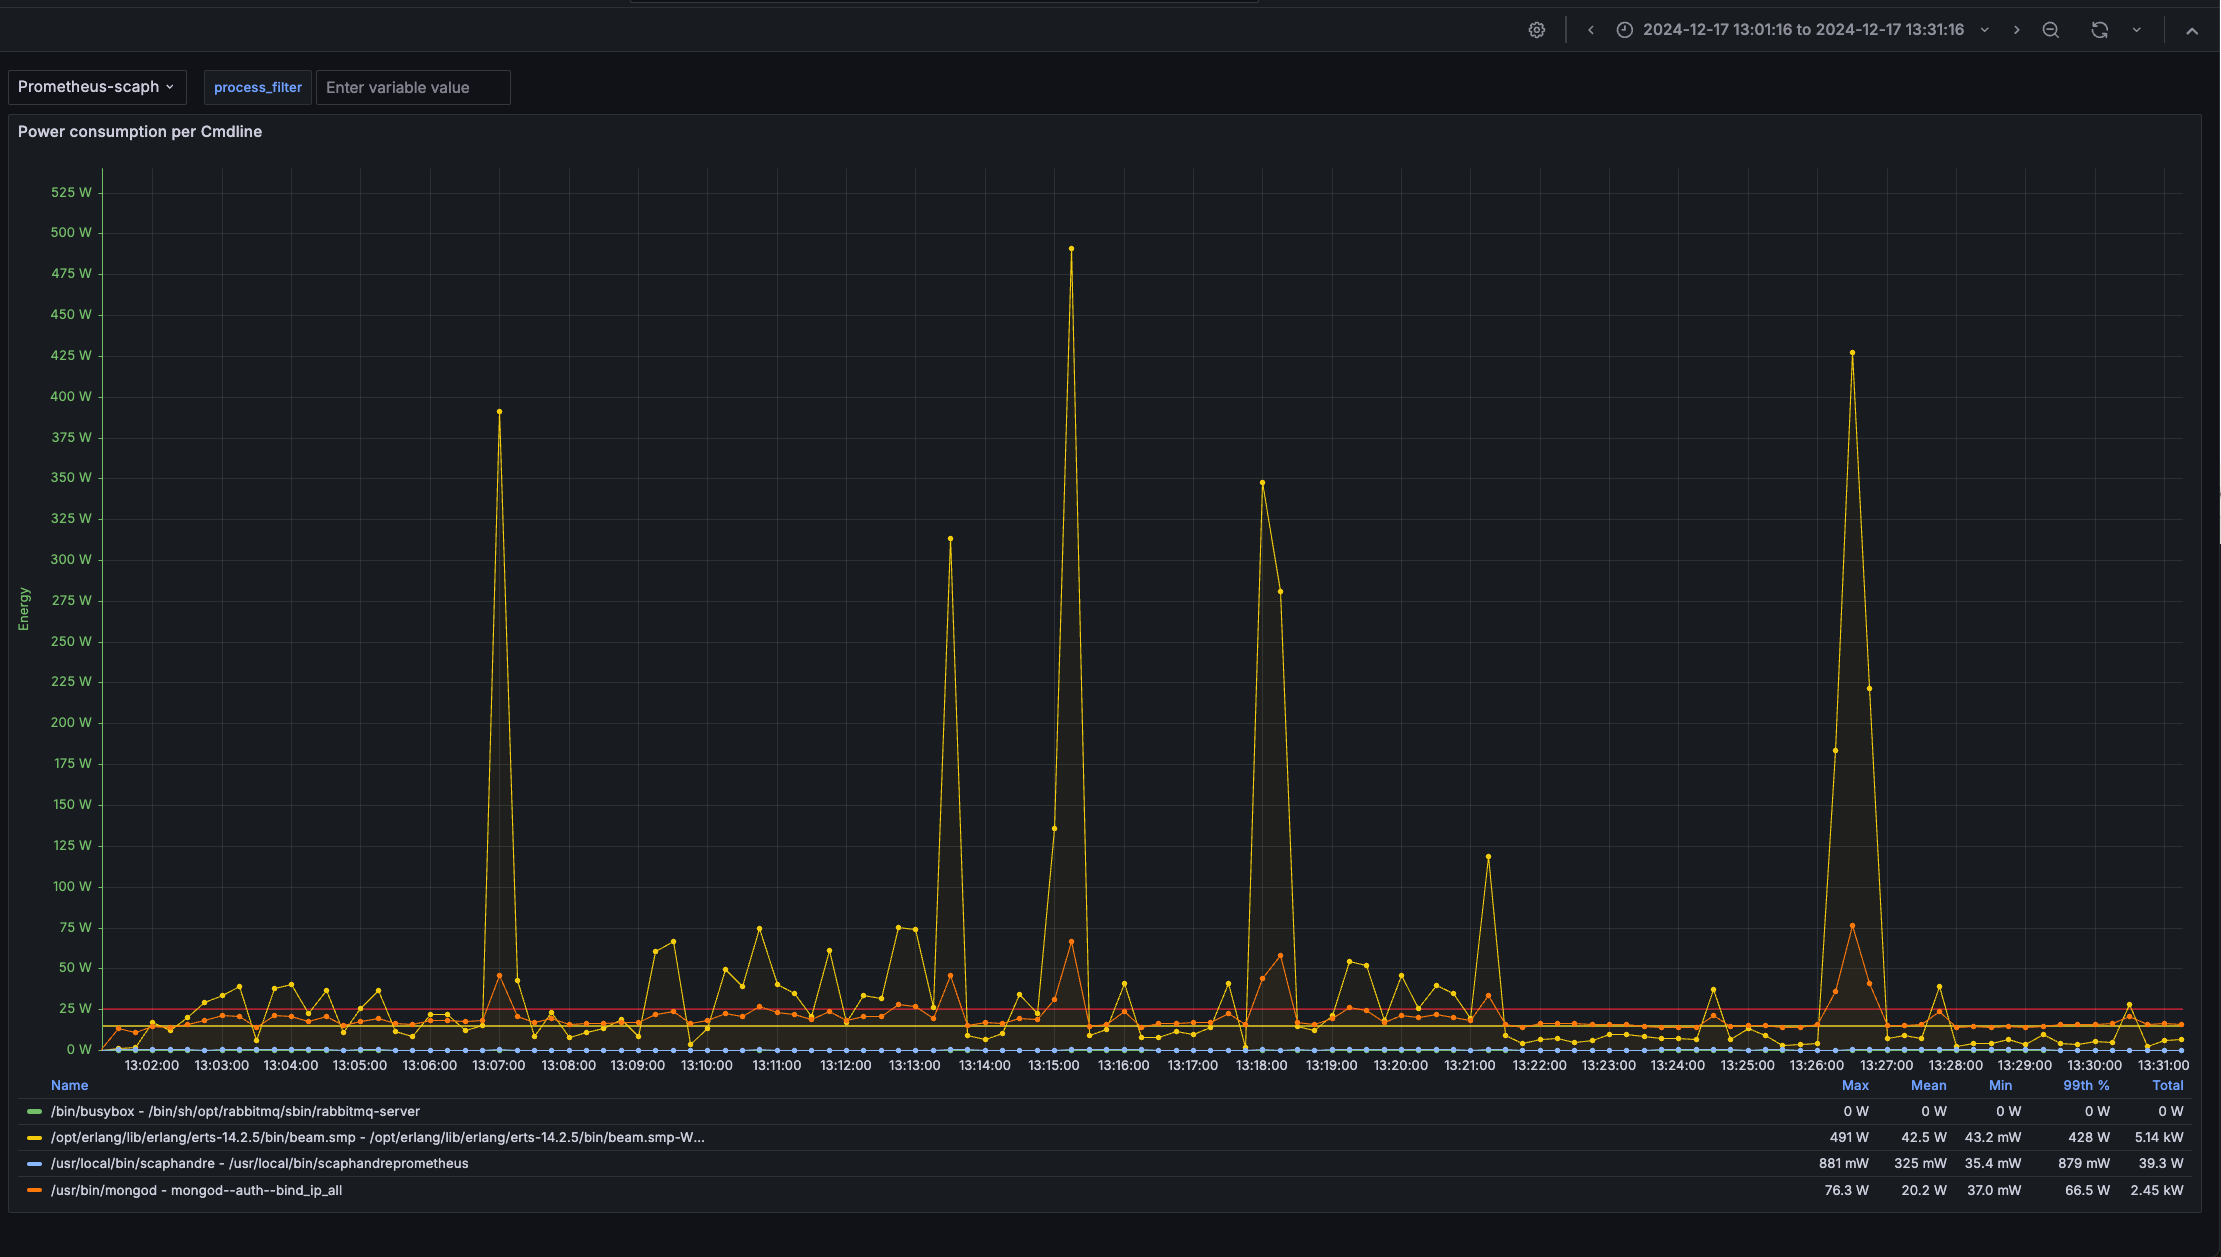 2024-12-17 13:01:16 to 2024-12-17 13:31:16
Prometheus-scaph process_filter Enter variable value
Power consumption per Cmdline
525 W
500 W
475 W
450 W
425 W
400 W
375 W
350 W
325 W
300 W
275 W
250 W
225 W
200 W
175 W
150 W
125 W
100 W
75 W
50 W
25 W
0 W
Energy
13:02:00 13:03:00 13:04:00 13:05:00 13:06:00 13:07:00 13:08:00 13:09:00 13:10:00 13:11:00 13:12:00 13:13:00 13:14:00 13:15:00 13:16:00 13:17:00 13:18:00 13:19:00 13:20:00 13:21:00 13:22:00 13:23:00 13:24:00 13:25:00 13:26:00 13:27:00 13:28:00 13:29:00 13:30:00 13:31:00
Name Max Mean Min 99th % Total
/bin/busybox - /bin/sh/opt/rabbitmq/sbin/rabbitmq-server 0 W 0 W 0 W 0 W 0 W
/opt/erlang/lib/erlang/erts-14.2.5/bin/beam.smp - /opt/erlang/lib/erlang/erts-14.2.5/bin/beam.smp-W... 491 W 42.5 W 43.2 mW 428 W 5.14 kW
/usr/local/bin/scaphandre - /usr/local/bin/scaphandreprometheus 881 mW 325 mW 35.4 mW 879 mW 39.3 W
/usr/bin/mongod - mongod--auth--bind_ip_all 76.3 W 20.2 W 37.0 mW 66.5 W 2.45 kW